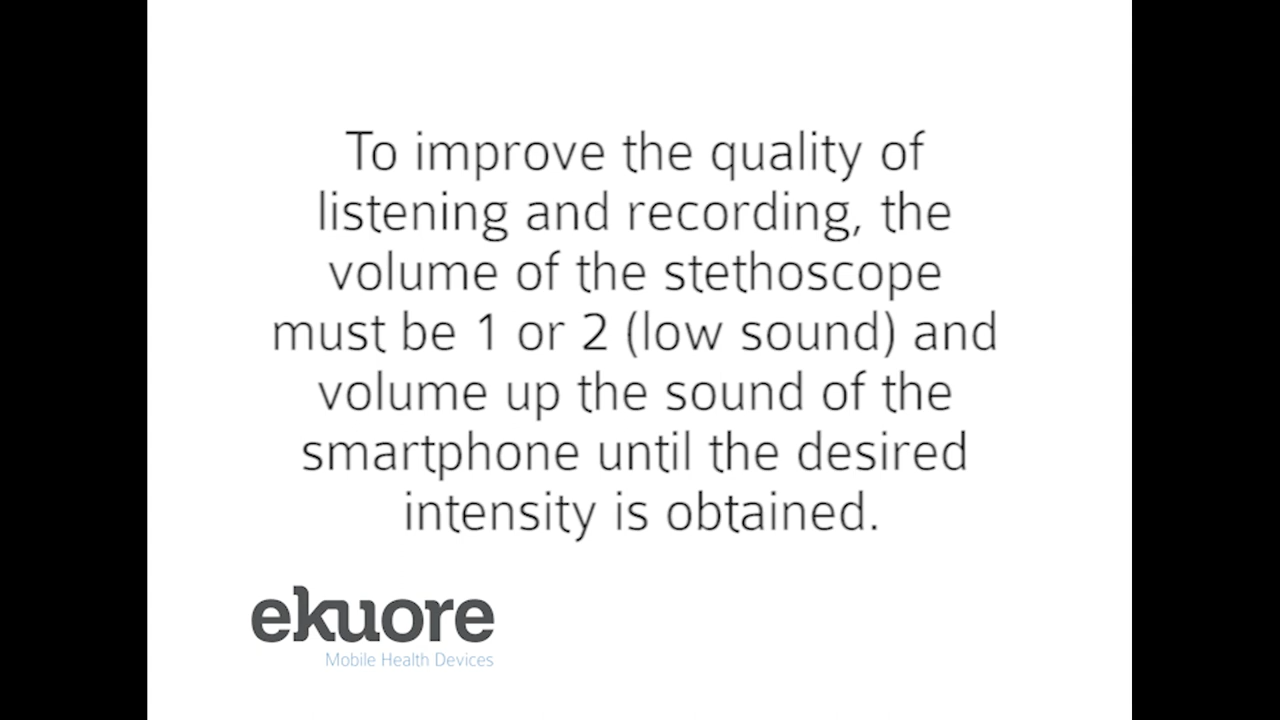 To improve the quality of
listening and recording, the
volume of the stethoscope
must be 1 or 2 (low sound) and
volume up the sound of the
smartphone until the desired
intensity is obtained.
ekuore
Mobile Health Devices